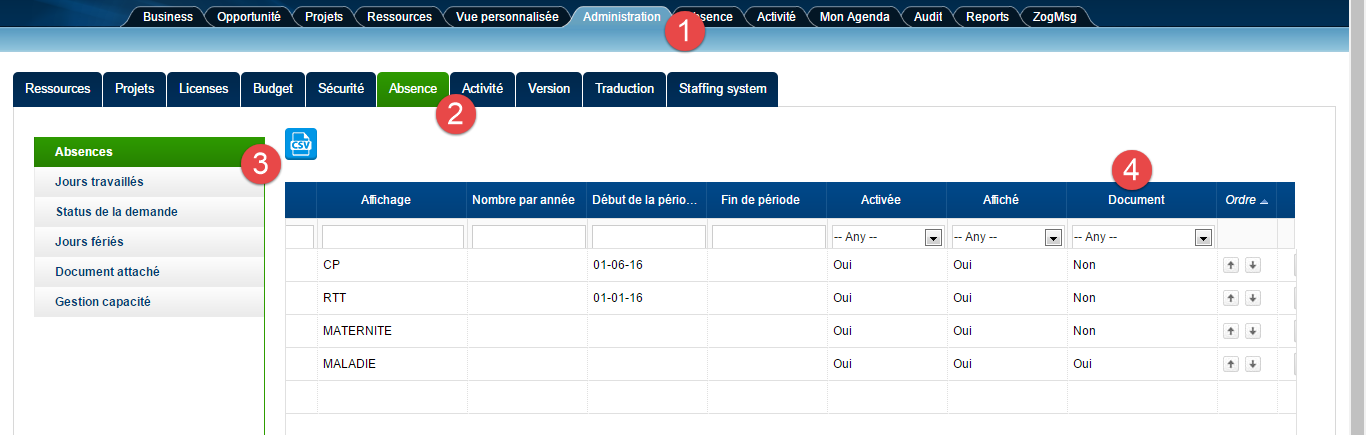 Business Opportunité Projets Ressources Vue personnalisée Administration sence Activité Mon Agenda Audit Reports ZogMsg
1
Ressources Projets Licenses Budget Sécurité Absence Activité Version Traduction Staffing system
2
Absences
3
Jours travaillés
Status de la demande
Jours fériés
Document attaché
Gestion capacité
CSV
4
Affichage Nombre par année Début de la pério... Fin de période Activée Affiché Document Ordre
-- Any -- -- Any -- -- Any --
CP 01-06-16 Oui Oui Non
RTT 01-01-16 Oui Oui Non
MATERNITE Oui Oui Non
MALADIE Oui Oui Oui